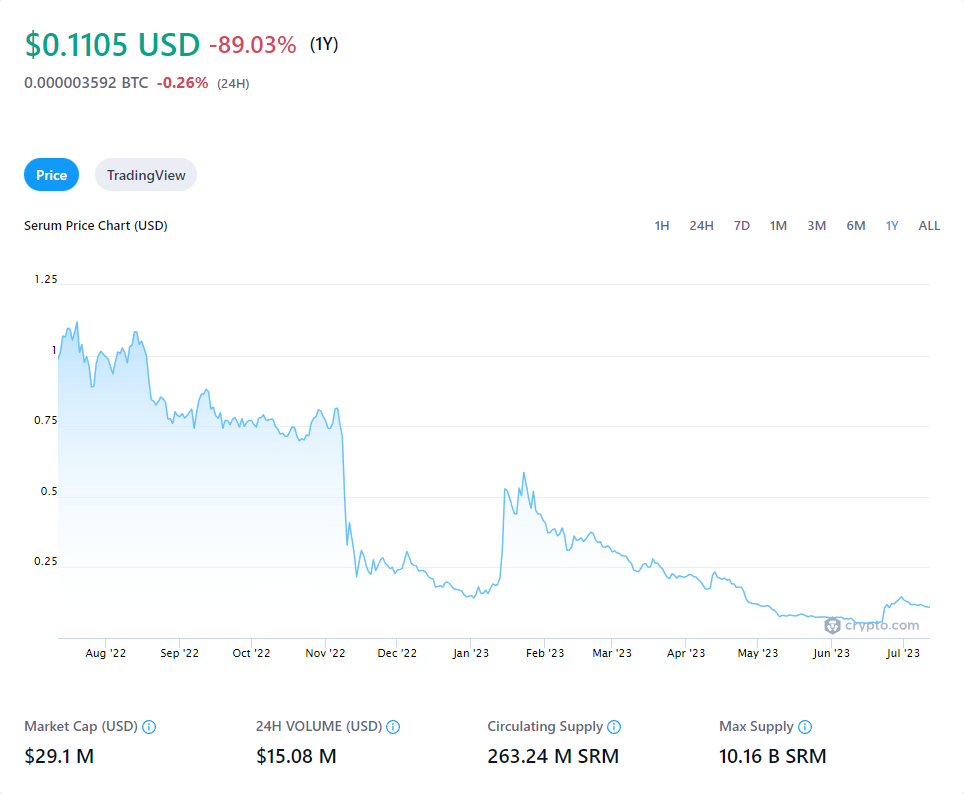 $0.1105 USD -89.03% (1Y)
0.000003592 BTC -0.26% (24H)
Price TradingView
Serum Price Chart (USD) 1H 24H 7D 1M 3M 6M 1Y ALL
1.25
1
0.75
0.5
0.25
crypto.com
Aug '22 Sep '22 Oct '22 Nov '22 Dec '22 Jan '23 Feb '23 Mar '23 Apr '23 May '23 Jun '23 Jul '23
Market Cap (USD) 24H VOLUME (USD) Circulating Supply Max Supply
$29.1 M $15.08 M 263.24 M SRM 10.16 B SRM